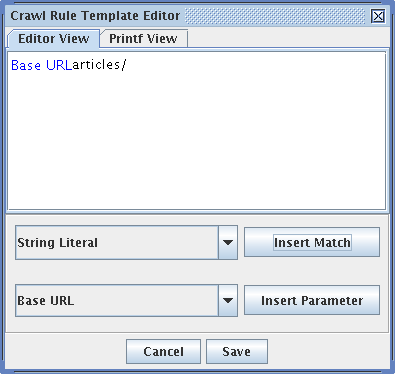 Crawl Rule Template Editor
Editor View Printf View
Base URLarticles/
String Literal Insert Match
Base URL Insert Parameter
Cancel Save